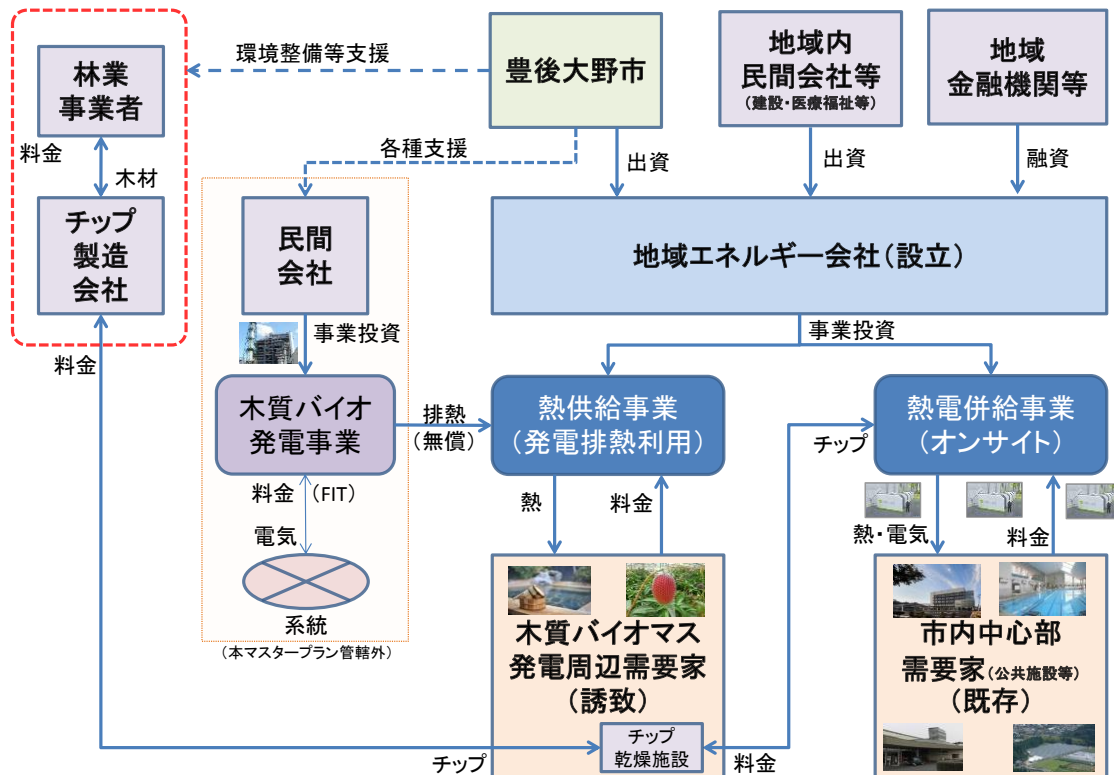 林業
事業者
料金
木材
チップ
製造
会社
料金
環境整備等支援
豊後大野市
各種支援
出資
地域内
民間会社等
(建設・医療福祉等)
出資
地域
金融機関等
融資
地域エネルギー会社(設立)
事業投資
民間
会社
事業投資
木質バイオ
発電事業
排熱
(無償)
料金 (FIT)
電気
系統
(本マスタープラン管轄外)
熱供給事業
(発電排熱利用)
熱
料金
チップ
熱電併給事業
(オンサイト)
熱・電気
料金
木質バイオマス
発電周辺需要家
(誘致)
チップ
乾燥施設
チップ
料金
市内中心部
需要家(公共施設等)
(既存)